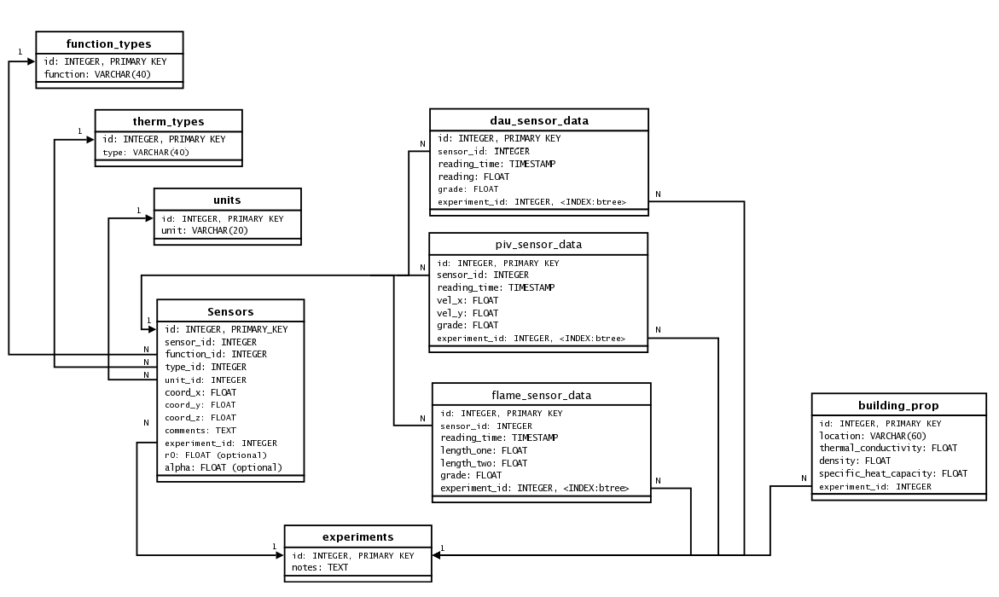 function_types
1
id: INTEGER, PRIMARY KEY
function: VARCHAR(40)
therm_types
1
id: INTEGER, PRIMARY KEY
type: VARCHAR(40)
units
1
id: INTEGER, PRIMARY KEY
unit: VARCHAR(20)
Sensors
1
id: INTEGER, PRIMARY_KEY
sensor_id: INTEGER
N
function_id: INTEGER
N
type_id: INTEGER
N
unit_id: INTEGER
coord_x: FLOAT
coord_y: FLOAT
coord_z: FLOAT
N
comments: TEXT
experiment_id: INTEGER
r0: FLOAT (optional)
alpha: FLOAT (optional)
dau_sensor_data
N
id: INTEGER, PRIMARY KEY
sensor_id: INTEGER
reading_time: TIMESTAMP
reading: FLOAT
grade: FLOAT
experiment_id: INTEGER, <INDEX:btree>
N
piv_sensor_data
N
id: INTEGER, PRIMARY KEY
sensor_id: INTEGER
reading_time: TIMESTAMP
vel_x: FLOAT
vel_y: FLOAT
grade: FLOAT
experiment_id: INTEGER, <INDEX:btree>
N
flame_sensor_data
N
id: INTEGER, PRIMARY KEY
sensor_id: INTEGER
reading_time: TIMESTAMP
length_one: FLOAT
length_two: FLOAT
grade: FLOAT
experiment_id: INTEGER, <INDEX:btree>
N
building_prop
id: INTEGER, PRIMARY KEY
location: VARCHAR(60)
thermal_conductivity: FLOAT
density: FLOAT
specific_heat_capacity: FLOAT
N
experiment_id: INTEGER
experiments
1
id: INTEGER, PRIMARY KEY
1
notes: TEXT